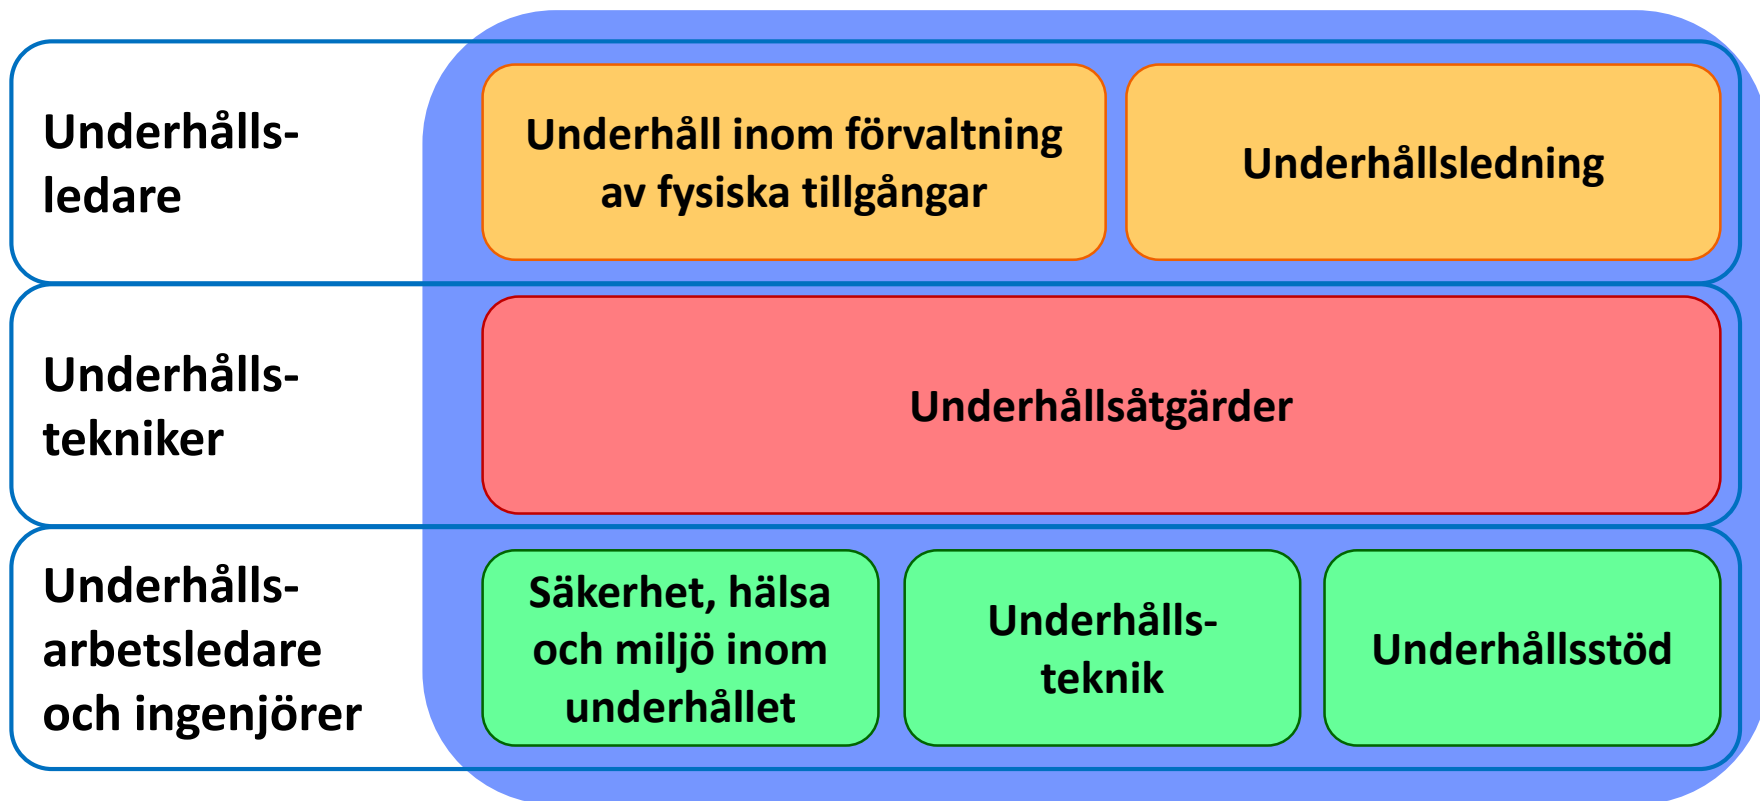 Underhålls-
ledare
Underhåll inom förvaltning
av fysiska tillgångar
Underhållsledning
Underhålls-
tekniker
Underhållsåtgärder
Underhålls-
arbetsledare
och ingenjörer
Säkerhet, hälsa
och miljö inom
underhållet
Underhålls-
teknik
Underhållsstöd